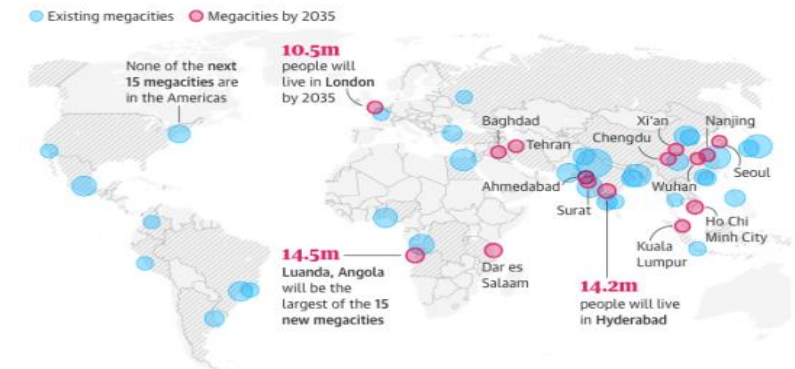 Existing megacities
Megacities by 2035
None of the next
15 megacities are
in the Americas
10.5m
people will
live in London
by 2035
Baghdad
Tehran
Xi'an
Nanjing
Chengdu
Seoul
Ahmedabad
Wuhan
Surat
Ho Chi
Minh City
Kuala
Lumpur
14.5m
Luanda, Angola
will be the
largest of the 15
new megacities
Dar es
Salaam
14.2m
people will live
in Hyderabad